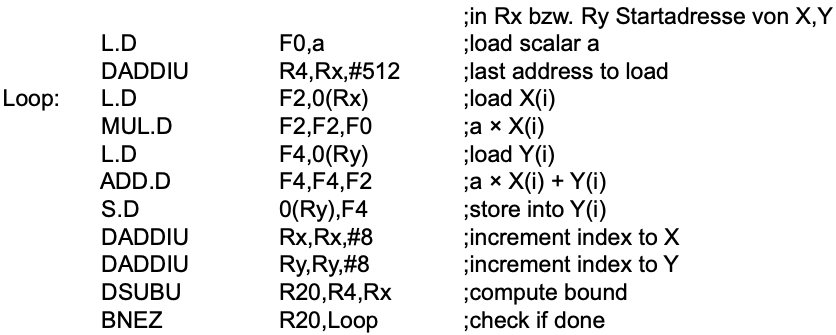 ;in Rx bzw. Ry Startadresse von X,Y
L.D F0,a ;load scalar a
DADDIU R4,Rx,#512 ;last address to load
Loop: L.D F2,0(Rx) ;load X(i)
MUL.D F2,F2,F0 ;a × X(i)
L.D F4,0(Ry) ;load Y(i)
ADD.D F4,F4,F2 ;a × X(i) + Y(i)
S.D 0(Ry),F4 ;store into Y(i)
DADDIU Rx,Rx,#8 ;increment index to X
DADDIU Ry,Ry,#8 ;increment index to Y
DSUBU R20,R4,Rx ;compute bound
BNEZ R20,Loop ;check if done